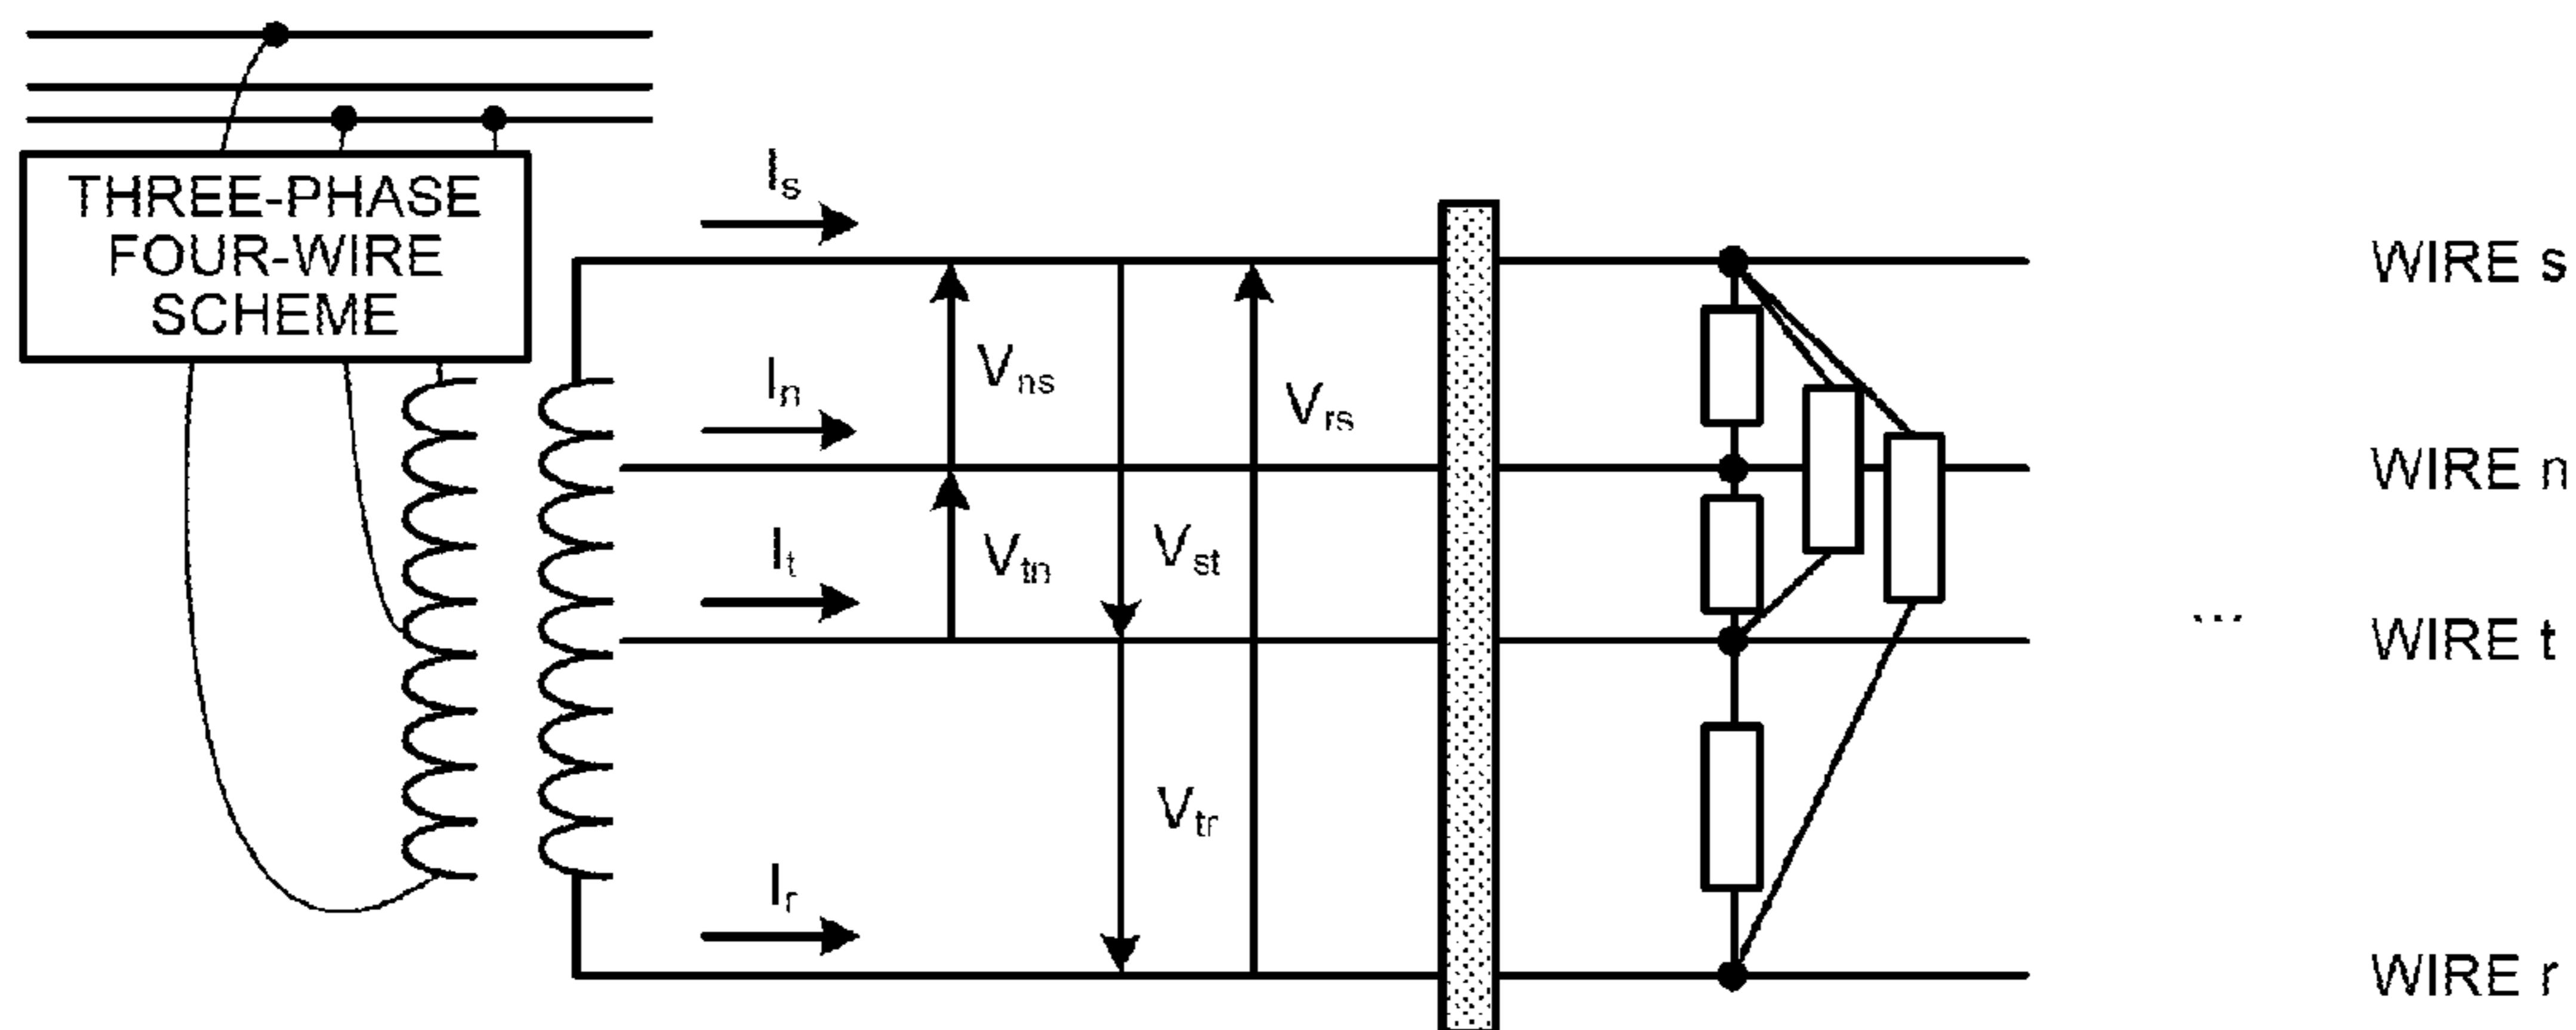 THREE-PHASE
FOUR-WIRE
SCHEME
Is
In
It
Ir
Vns
Vtn
Vst
Vtr
Vrs
WIRE s
WIRE n
WIRE t
...
WIRE r